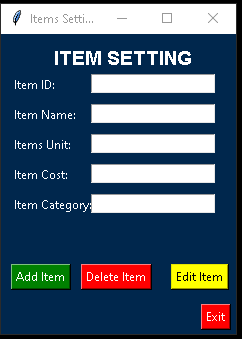 Items Setti...
ITEM SETTING
Item ID:
Item Name:
Items Unit:
Item Cost:
Item Category:
Add Item Delete Item Edit Item
Exit